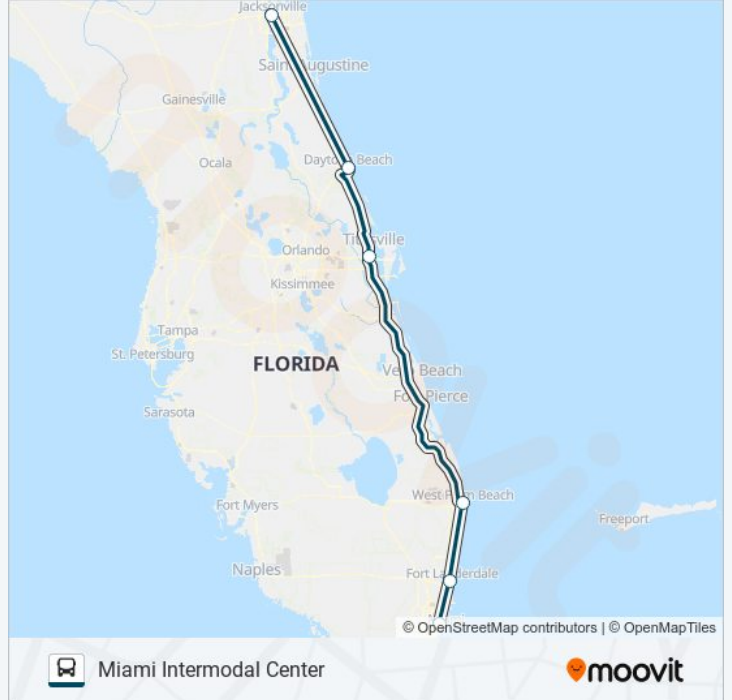 Jacksonville
Saint Augustine
Gainesville
Ocala
Daytona Beach
Titusville
Orlando
Kissimmee
Tampa
St. Petersburg
FLORIDA
Vero Beach
Fort Pierce
Sarasota
West Palm Beach
Fort Myers
Freeport
Naples
Fort Lauderdale
© OpenStreetMap contributors | © OpenMapTiles
Miami Intermodal Center
moovit